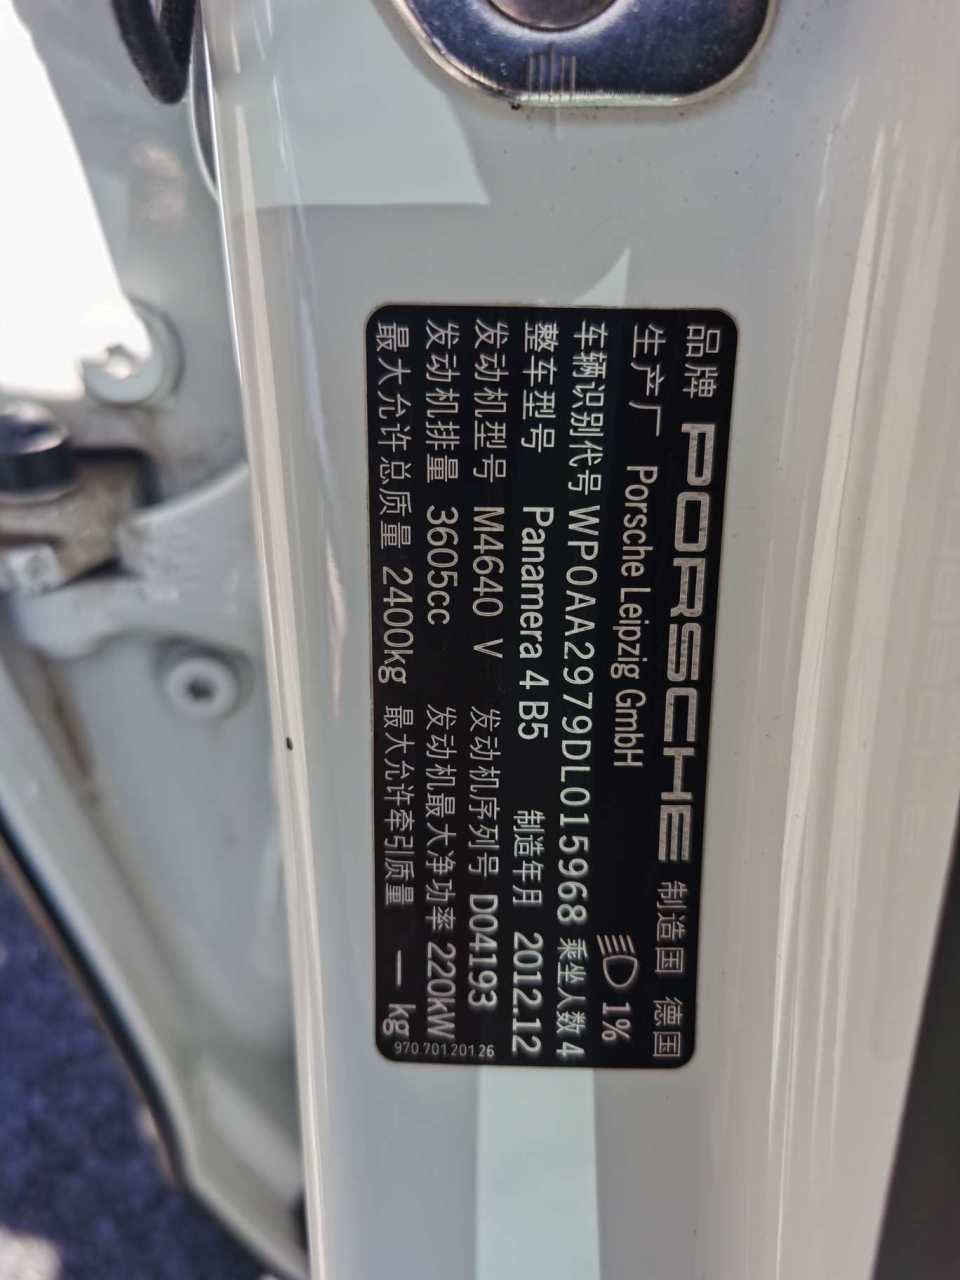 品牌 PORSCHE 制造国 德国
生产厂 Porsche Leipzig GmbH 1%
车辆识别代号 WP0AA2979DL015968 乘坐人数 4
整车型号 Panamera 4 B5 制造年月 2012.12
发动机型号 M4640 V 发动机序列号 D04193
发动机排量 3605cc 发动机最大净功率 220kW
最大允许总质量 2400kg 最大允许牵引质量 — kg
970.701.201.26